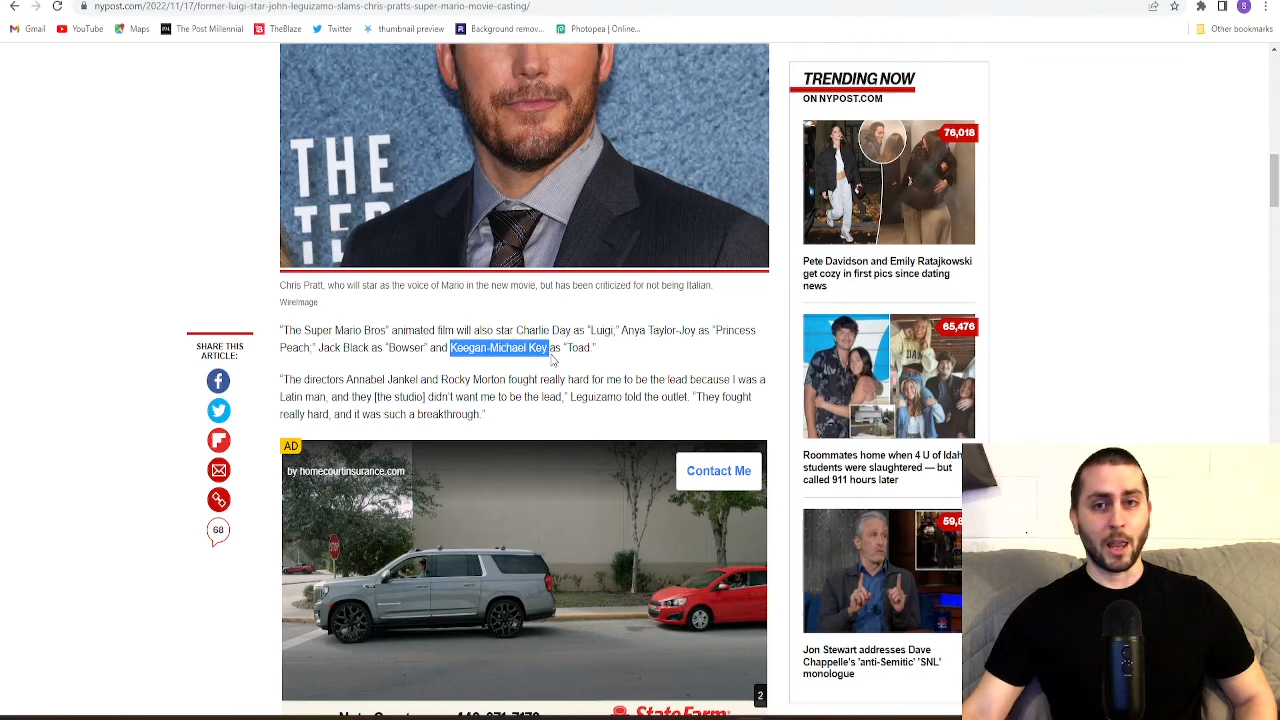 nypost.com/2022/11/17/former-luigi-star-john-leguizamo-slams-chris-pratts-super-mario-movie-casting/
S
Gmail
YouTube
Maps
The Post Millennial
TheBlaze
Twitter
thumbnail preview
Background remov...
Photopea | Onlin...
Other bookmarks
THE
Chris Pratt, who will star as the voice of Mario in the new movie, but has been criticized for not being Italian.
WireImage
"The Super Mario Bros" animated film will also star Charlie Day as "Luigi;" Anya Taylor-Joy as "Princess
Peach;" Jack Black as "Bowser" and Keegan-Michael Key as "Toad."
SHARE THIS
ARTICLE:
68
"The directors Annabel Jankel and Rocky Morton fought really hard for me to be the lead because I was a
Latin man, and they [the studio] didn't want me to be the lead," Leguizamo told the outlet. "They fought
really hard, and it was such a breakthrough."
AD
by homecourtinsurance.com
Contact Me
STOP
2
State Farm
TRENDING NOW
ON NYPOST.COM
76,018
Pete Davidson and Emily Ratajkowski
get cozy in first pics since dating
news
65,476
Roommates home when 4 U of Idah
students were slaughtered — but
called 911 hours later
59,8
Jon Stewart addresses Dave
Chappelle's 'anti-Semitic' 'SNL'
monologue